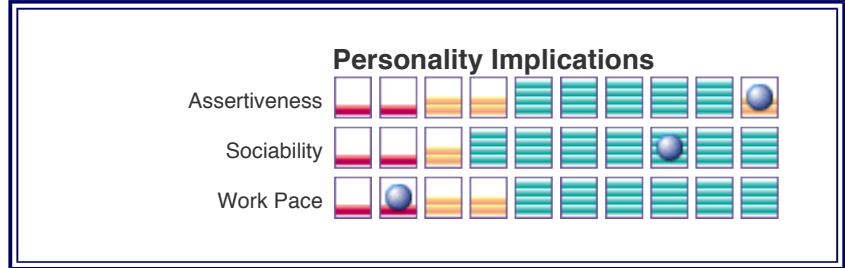 Personality Implications
Assertiveness
Sociability
Work Pace